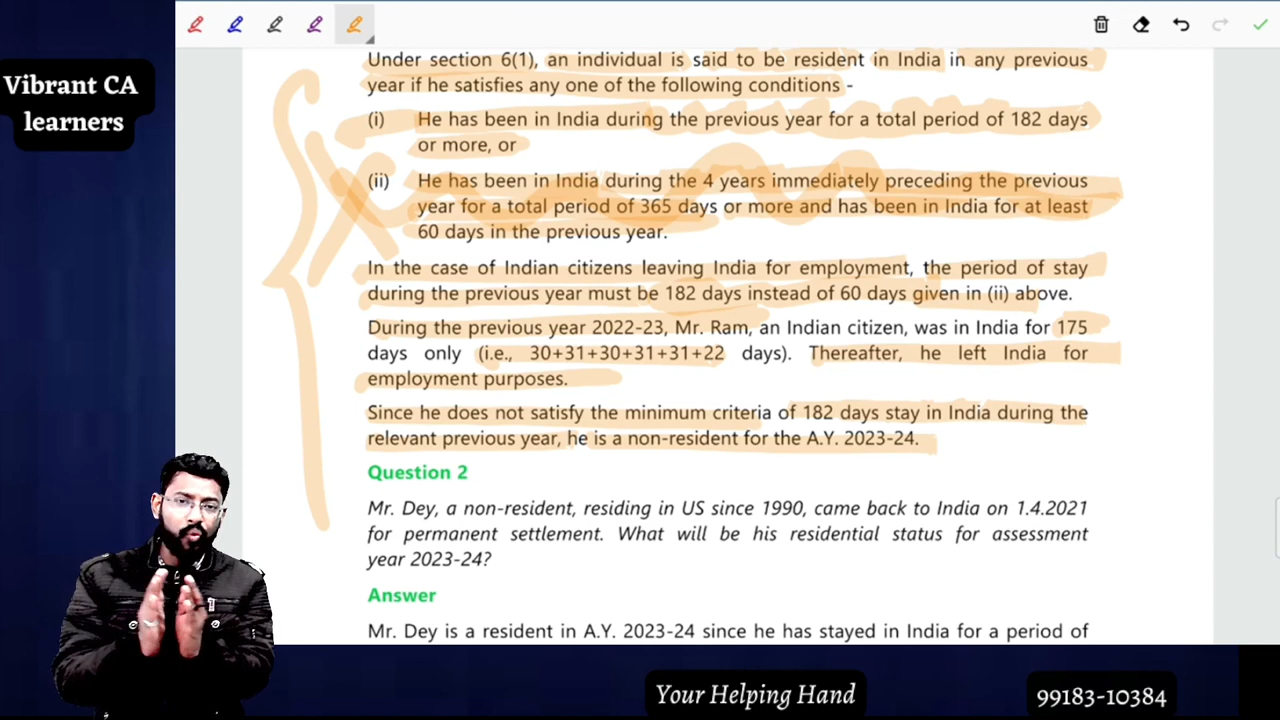 Vibrant CA
learners
Under section 6(1), an individual is said to be resident in India in any previous
year if he satisfies any one of the following conditions -
(i) He has been in India during the previous year for a total period of 182 days
or more, or
(ii) He has been in India during the 4 years immediately preceding the previous
year for a total period of 365 days or more and has been in India for at least
60 days in the previous year.
In the case of Indian citizens leaving India for employment, the period of stay
during the previous year must be 182 days instead of 60 days given in (ii) above.
During the previous year 2022-23, Mr. Ram, an Indian citizen, was in India for 175
days only (i.e., 30+31+30+31+31+22 days). Thereafter, he left India for
employment purposes.
Since he does not satisfy the minimum criteria of 182 days stay in India during the
relevant previous year, he is a non-resident for the A.Y. 2023-24.
Question 2
Mr. Dey, a non-resident, residing in US since 1990, came back to India on 1.4.2021
for permanent settlement. What will be his residential status for assessment
year 2023-24?
Answer
Mr. Dey is a resident in A.Y. 2023-24 since he has stayed in India for a period of
Your Helping Hand
99183-10384